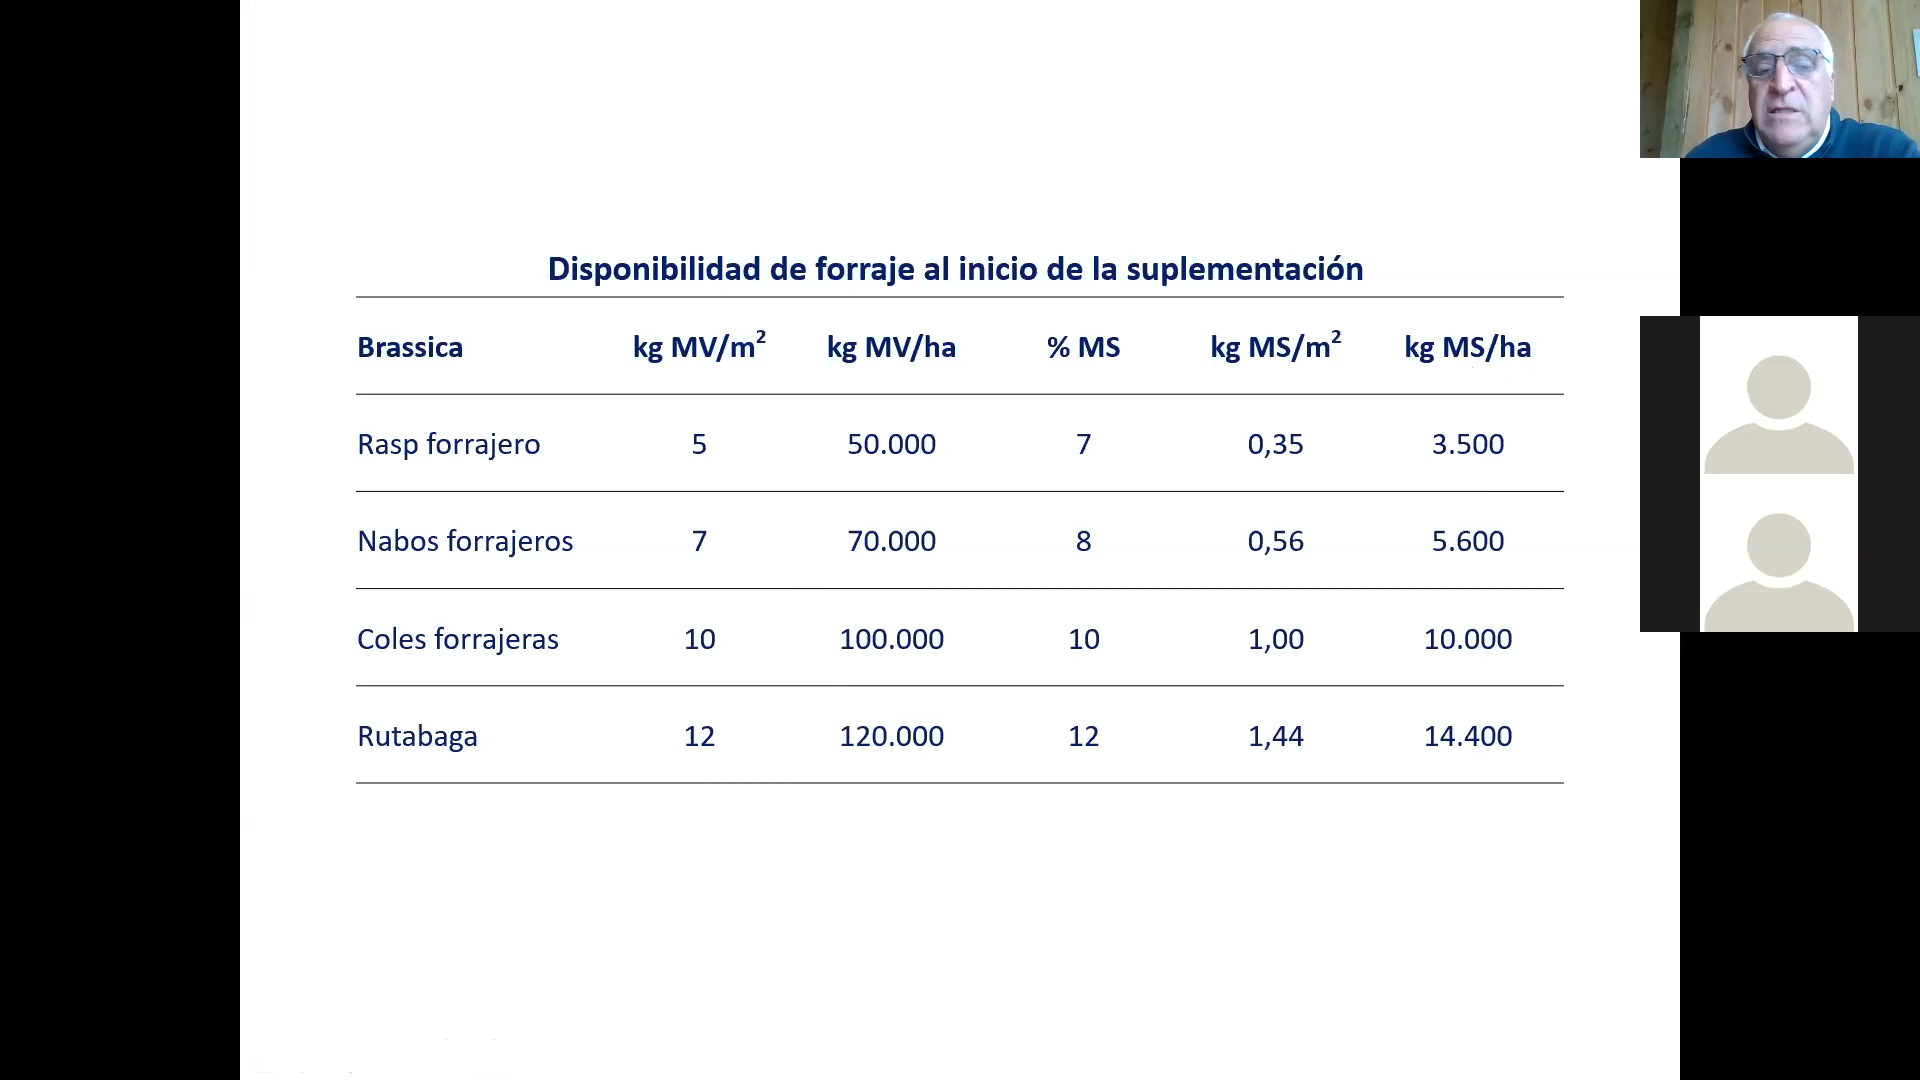 Disponibilidad de forraje al inicio de la suplementación
Brassica kg MV/m² kg MV/ha % MS kg MS/m² kg MS/ha
Rasp forrajero 5 50.000 7 0,35 3.500
Nabos forrajeros 7 70.000 8 0,56 5.600
Coles forrajeras 10 100.000 10 1,00 10.000
Rutabaga 12 120.000 12 1,44 14.400